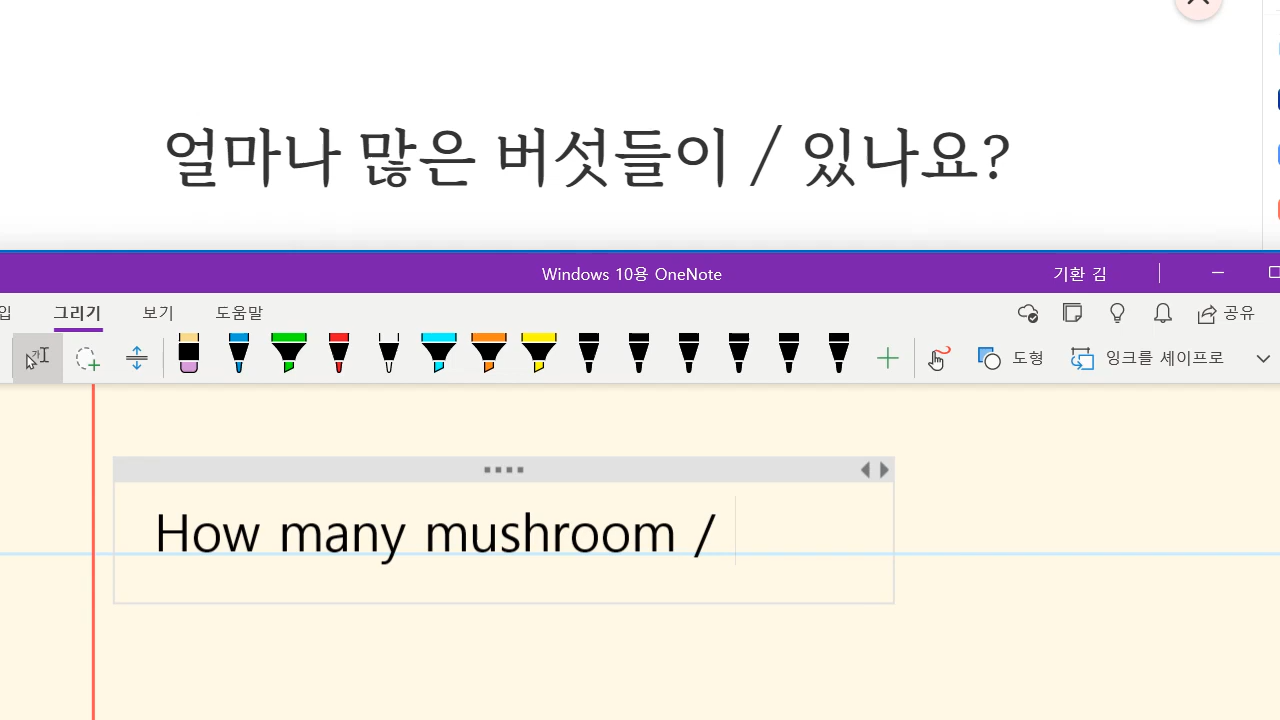 얼마나 많은 버섯들이 / 있나요?
Windows 10용 OneNote
기환 김
입 그리기 보기 도움말
공유
가
도형
잉크를 셰이프로
How many mushroom /